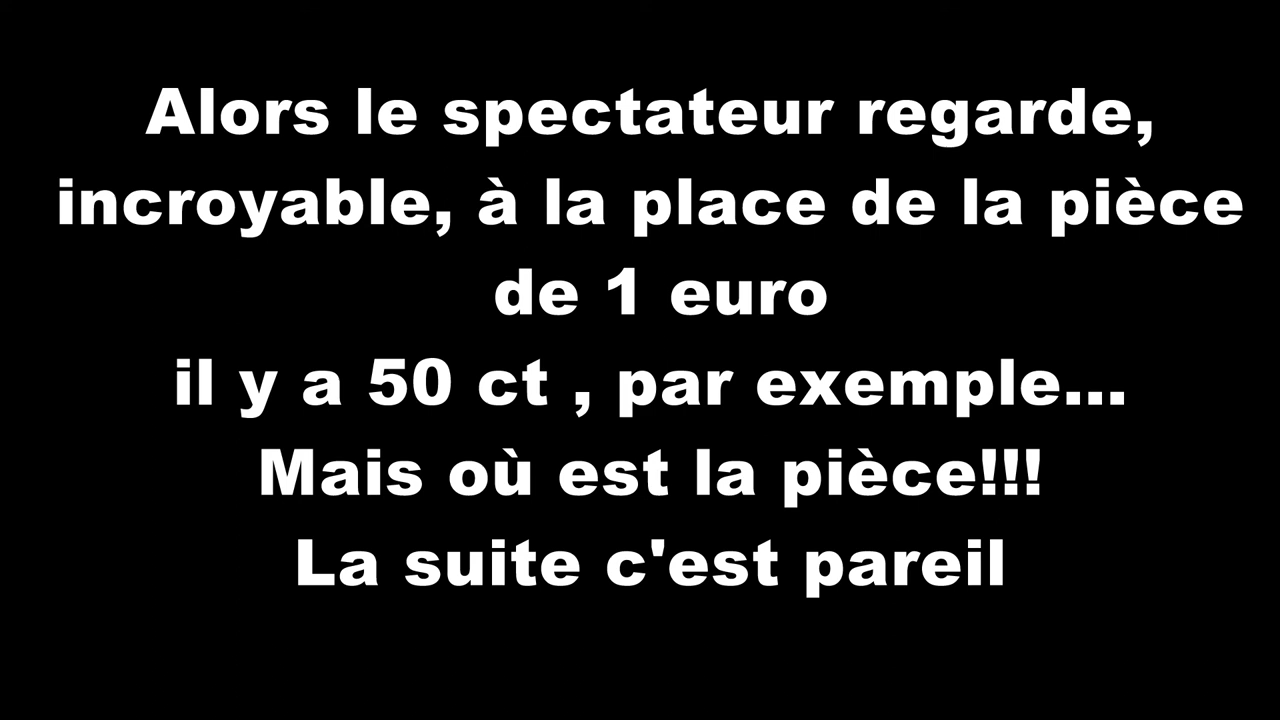 Alors le spectateur regarde,
incroyable, à la place de la pièce
de 1 euro
il y a 50 ct , par exemple...
Mais où est la pièce!!!
La suite c'est pareil